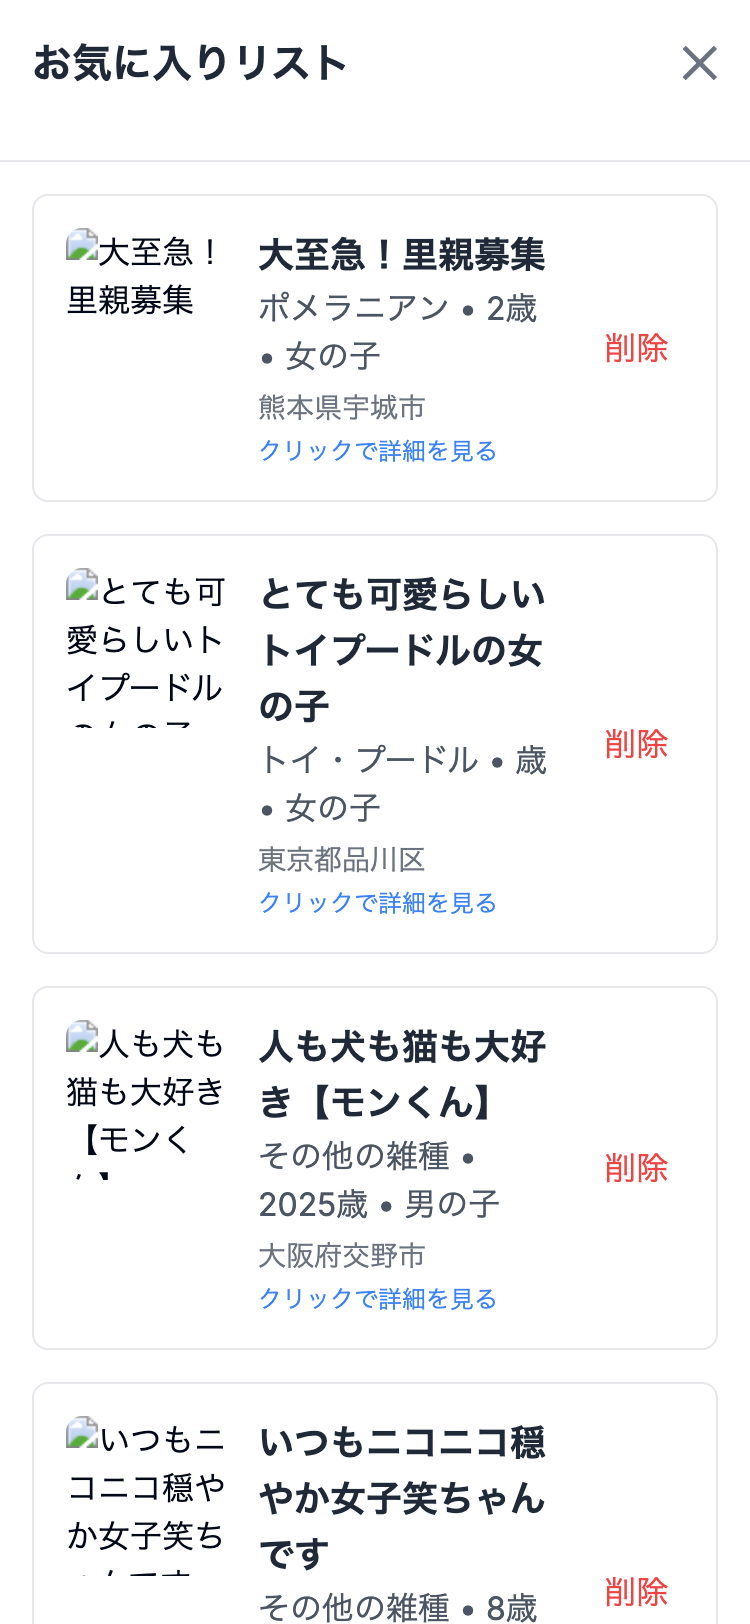 お気に入りリスト
大至急！
里親募集
大至急！里親募集
ポメラニアン • 2歳
• 女の子
熊本県宇城市
クリックで詳細を見る
削除
とても可
愛らしいト
イプードル
とても可愛らしい
トイプードルの女
の子
トイ・プードル • 歳
• 女の子
東京都品川区
クリックで詳細を見る
削除
人も犬も
猫も大好き
【モンく
人も犬も猫も大好
き【モンくん】
その他の雑種 •
2025歳 • 男の子
大阪府交野市
クリックで詳細を見る
削除
いつもニ
コニコ穏や
か女子笑ち
いつもニコニコ穏
やか女子笑ちゃん
です
その他の雑種 • 8歳
削除